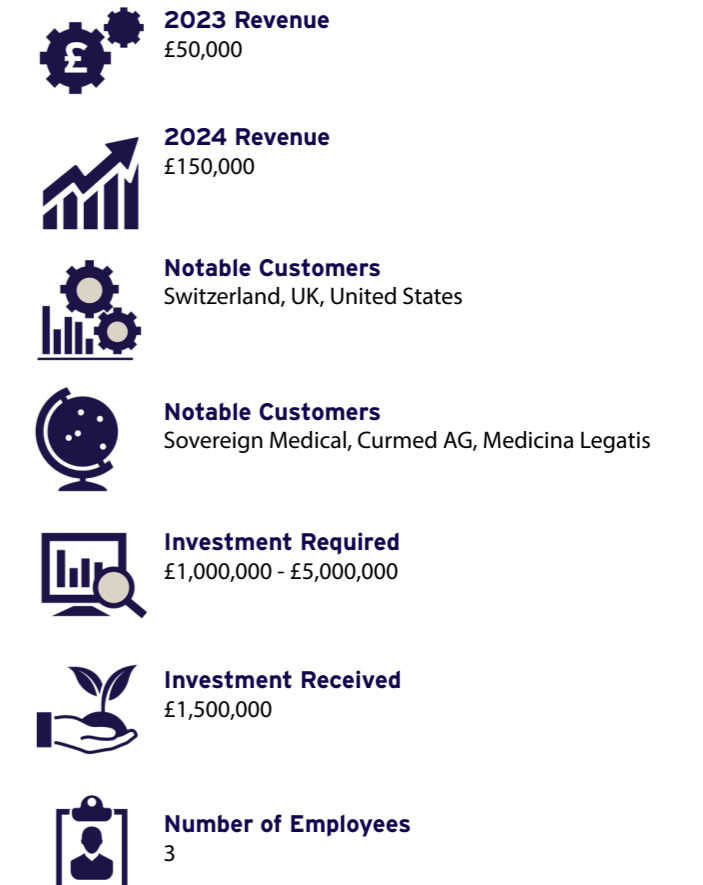 2023 Revenue
£50,000
£
2024 Revenue
£150,000
Notable Customers
Switzerland, UK, United States
Notable Customers
Sovereign Medical, Curmed AG, Medicina Legatis
Investment Required
£1,000,000 - £5,000,000
Investment Received
£1,500,000
Number of Employees
3